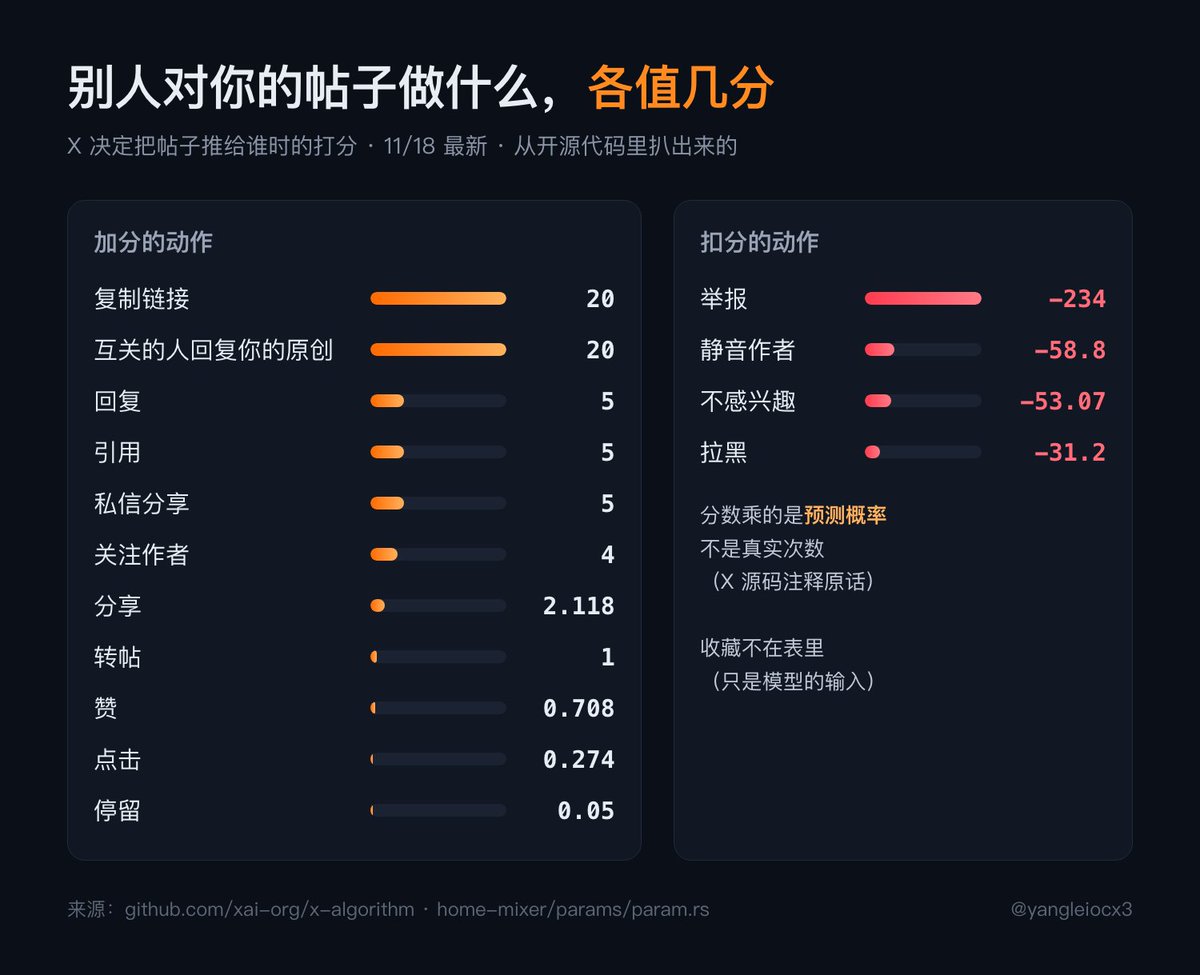 别人对你的帖子做什么，各值几分
X 决定把帖子推给谁时的打分 · 11/18 最新 · 从开源代码里扒出来的
加分的动作
复制链接 20
互关的人回复你的原创 20
回复 5
引用 5
私信分享 5
关注作者 4
分享 2.118
转帖 1
赞 0.708
点击 0.274
停留 0.05
扣分的动作
举报 -234
静音作者 -58.8
不感兴趣 -53.07
拉黑 -31.2
分数乘的是预测概率
不是真实次数
（X 源码注释原话）
收藏不在表里
（只是模型的输入）
来源：github.com/xai-org/x-algorithm · home-mixer/params/param.rs
@yangleiocx3